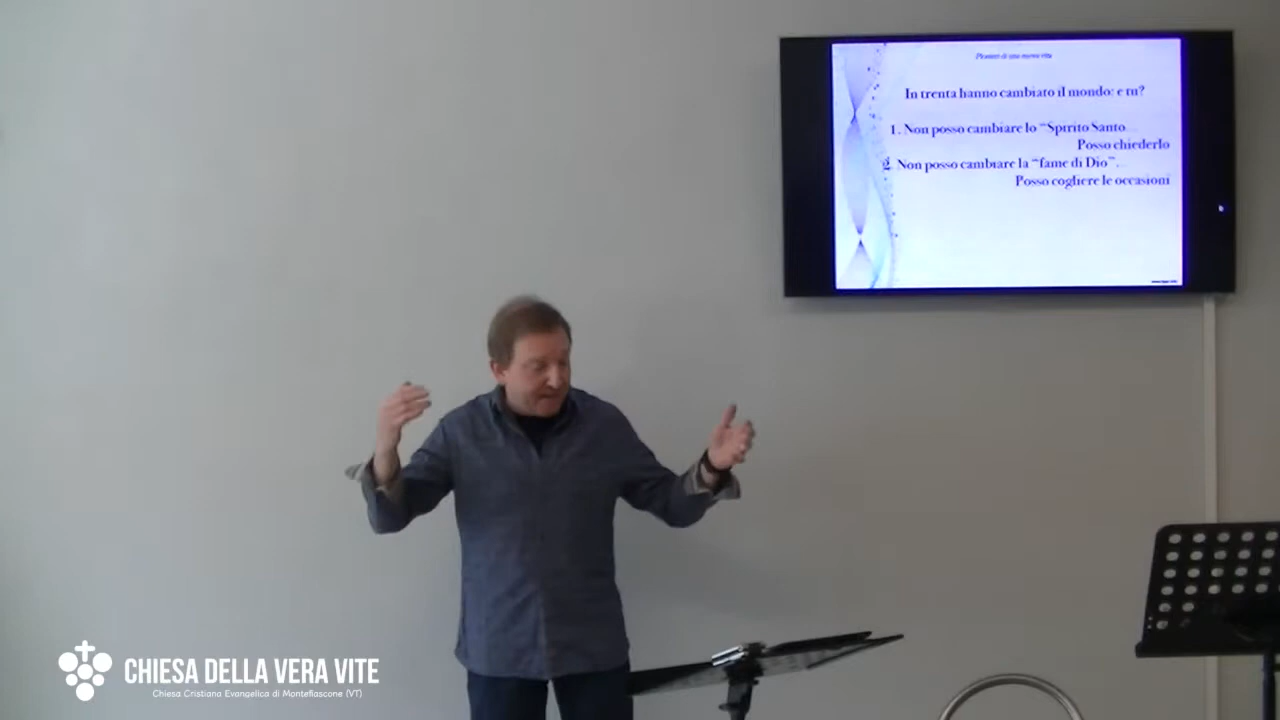 Pionieri di una nuova vita
In trenta hanno cambiato il mondo: e tu?
1. Non posso cambiare lo “Spirito Santo...
Posso chiederlo
2. Non posso cambiare la “fame di Dio”...
Posso cogliere le occasioni
CHIESA DELLA VERA VITE
Chiesa Cristiana Evangelica di Montefiascone (VT)